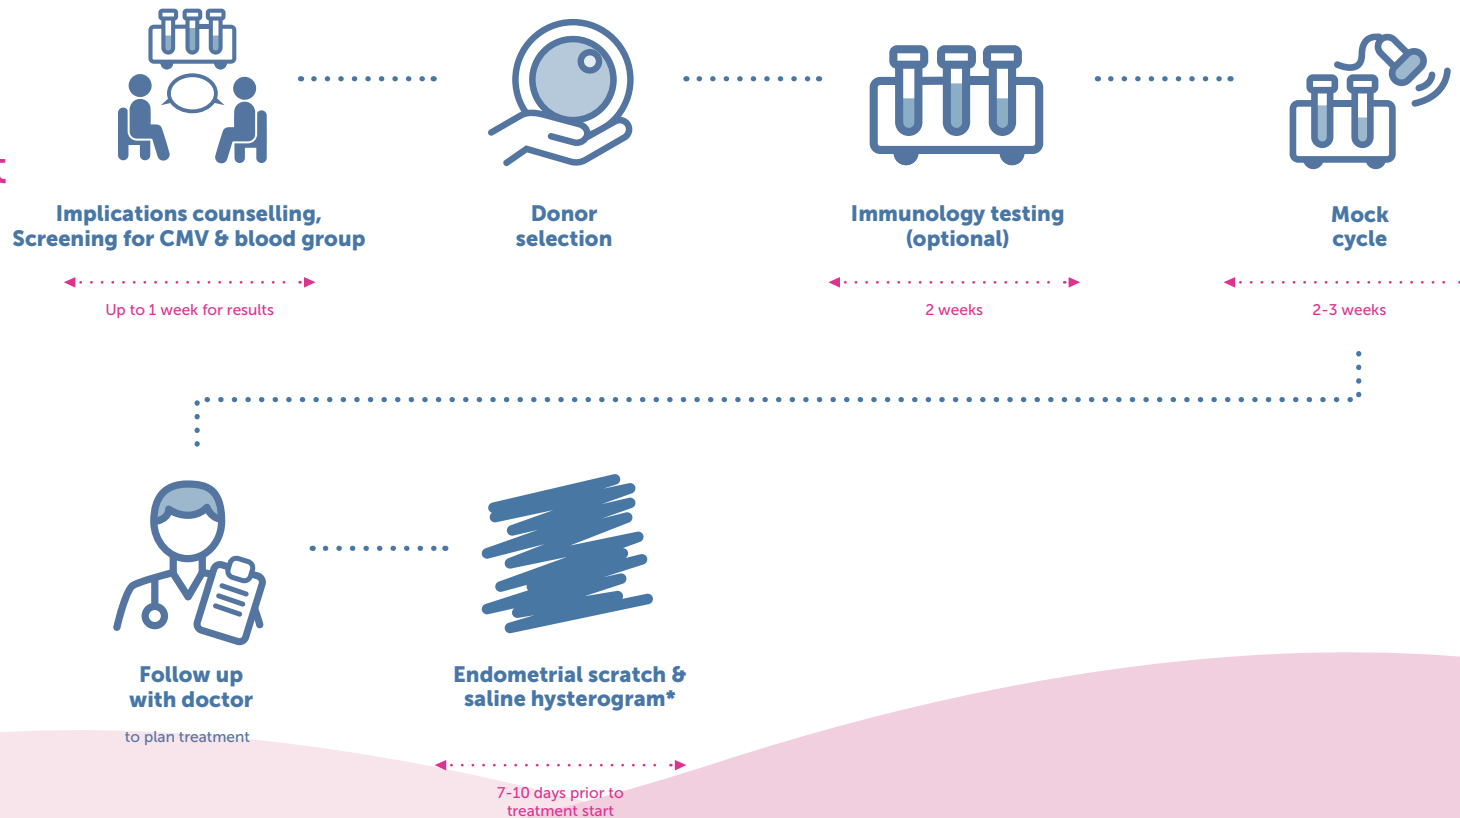 Implications counselling,
Screening for CMV & blood group
Up to 1 week for results
Donor
selection
Immunology testing
(optional)
2 weeks
Mock
cycle
2-3 weeks
Follow up
with doctor
to plan treatment
Endometrial scratch &
saline hysterogram*
7-10 days prior to
treatment start